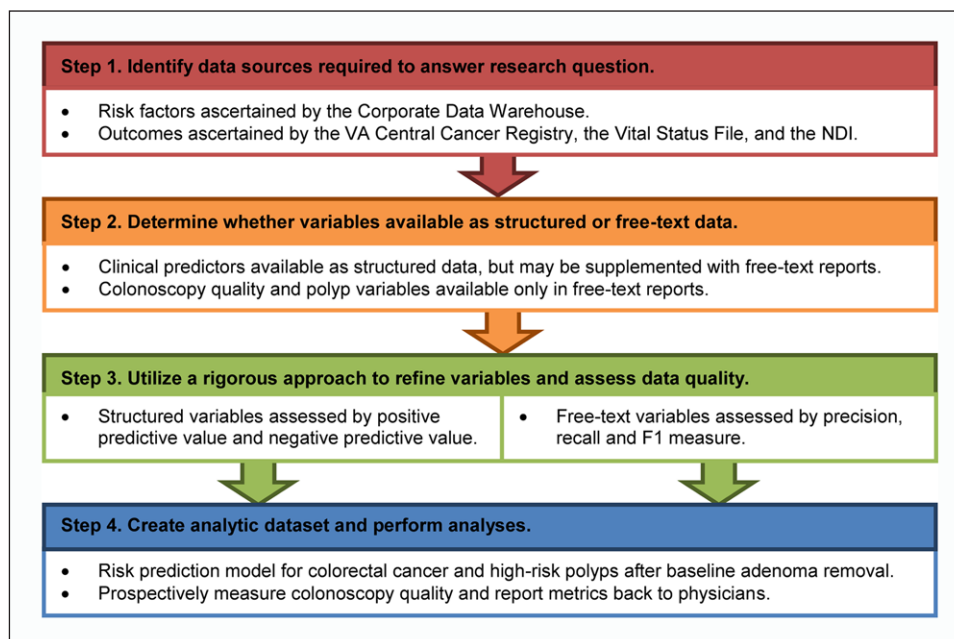 Step 1. Identify data sources required to answer research question.
• Risk factors ascertained by the Corporate Data Warehouse.
• Outcomes ascertained by the VA Central Cancer Registry, the Vital Status File, and the NDI.
Step 2. Determine whether variables available as structured or free-text data.
• Clinical predictors available as structured data, but may be supplemented with free-text reports.
• Colonoscopy quality and polyp variables available only in free-text reports.
Step 3. Utilize a rigorous approach to refine variables and assess data quality.
• Structured variables assessed by positive
predictive value and negative predictive value.
• Free-text variables assessed by precision,
recall and F1 measure.
Step 4. Create analytic dataset and perform analyses.
• Risk prediction model for colorectal cancer and high-risk polyps after baseline adenoma removal.
• Prospectively measure colonoscopy quality and report metrics back to physicians.